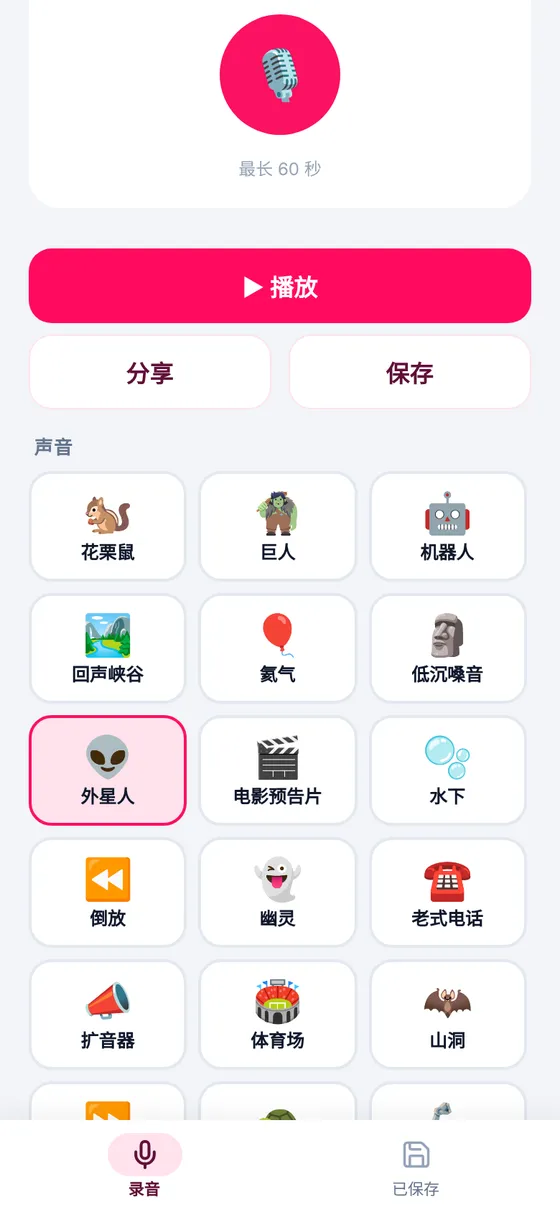 最长 60 秒
▶ 播放
分享
保存
声音
花栗鼠
巨人
机器人
回声峡谷
氦气
低沉嗓音
外星人
电影预告片
水下
倒放
幽灵
老式电话
扩音器
体育场
山洞
录音
已保存